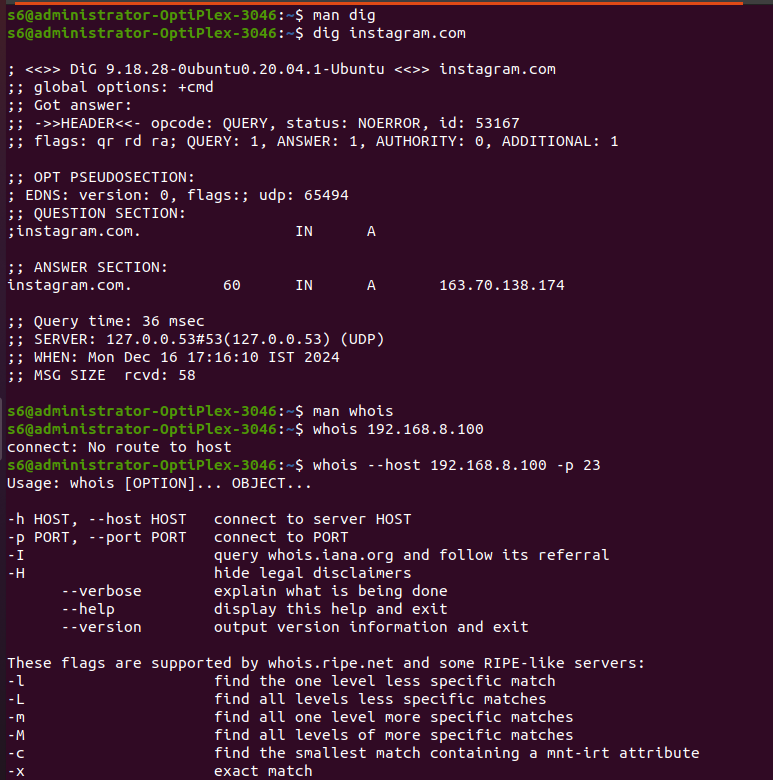 s6@administrator-OptiPlex-3046:~$ man dig
s6@administrator-OptiPlex-3046:~$ dig instagram.com

; <<>> DiG 9.18.28-0ubuntu0.20.04.1-Ubuntu <<>> instagram.com
;; global options: +cmd
;; Got answer:
;; ->>HEADER<<- opcode: QUERY, status: NOERROR, id: 53167
;; flags: qr rd ra; QUERY: 1, ANSWER: 1, AUTHORITY: 0, ADDITIONAL: 1

;; OPT PSEUDOSECTION:
; EDNS: version: 0, flags:; udp: 65494
;; QUESTION SECTION:
;instagram.com.                 IN      A

;; ANSWER SECTION:
instagram.com.          60      IN      A       163.70.138.174

;; Query time: 36 msec
;; SERVER: 127.0.0.53#53(127.0.0.53) (UDP)
;; WHEN: Mon Dec 16 17:16:10 IST 2024
;; MSG SIZE  rcvd: 58

s6@administrator-OptiPlex-3046:~$ man whois
s6@administrator-OptiPlex-3046:~$ whois 192.168.8.100
connect: No route to host
s6@administrator-OptiPlex-3046:~$ whois --host 192.168.8.100 -p 23
Usage: whois [OPTION]... OBJECT...

-h HOST, --host HOST   connect to server HOST
-p PORT, --port PORT   connect to PORT
-I                     query whois.iana.org and follow its referral
-H                     hide legal disclaimers
      --verbose        explain what is being done
      --help           display this help and exit
      --version        output version information and exit

These flags are supported by whois.ripe.net and some RIPE-like servers:
-l                     find the one level less specific match
-L                     find all levels less specific matches
-m                     find all one level more specific matches
-M                     find all levels of more specific matches
-c                     find the smallest match containing a mnt-irt attribute
-x                     exact match